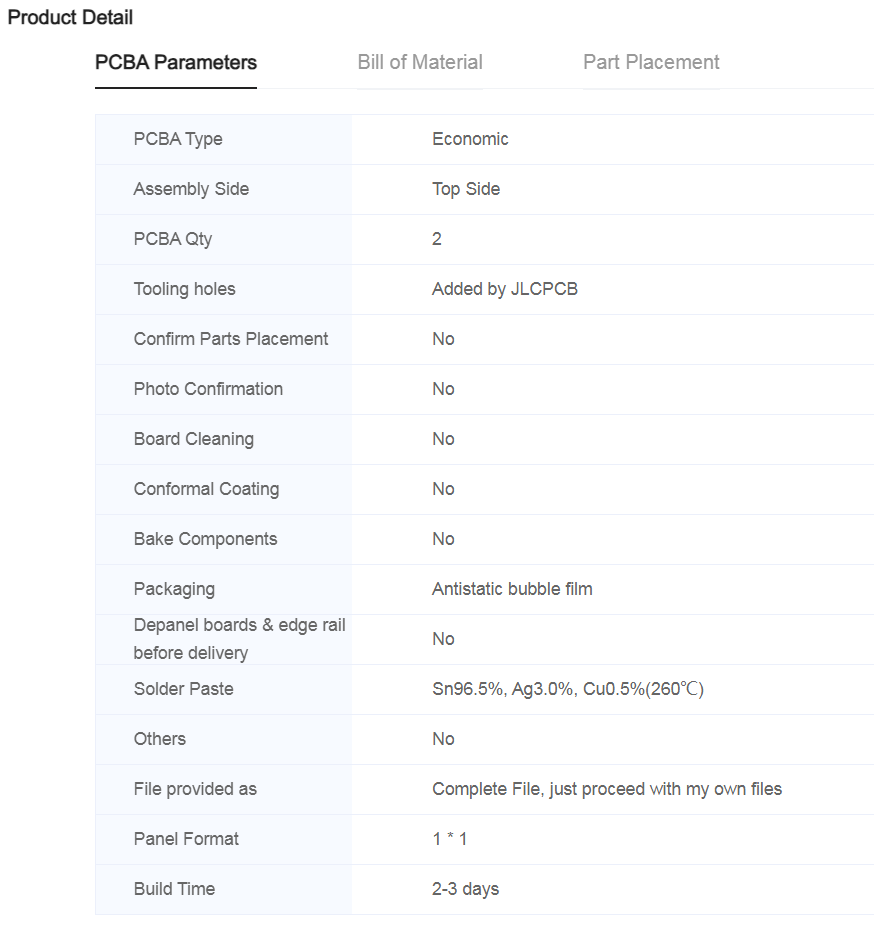 Product Detail
PCBA Parameters Bill of Material Part Placement
PCBA Type Economic
Assembly Side Top Side
PCBA Qty 2
Tooling holes Added by JLCPCB
Confirm Parts Placement No
Photo Confirmation No
Board Cleaning No
Conformal Coating No
Bake Components No
Packaging Antistatic bubble film
Depanel boards & edge rail
before delivery No
Solder Paste Sn96.5%, Ag3.0%, Cu0.5%(260℃)
Others No
File provided as Complete File, just proceed with my own files
Panel Format 1 * 1
Build Time 2-3 days